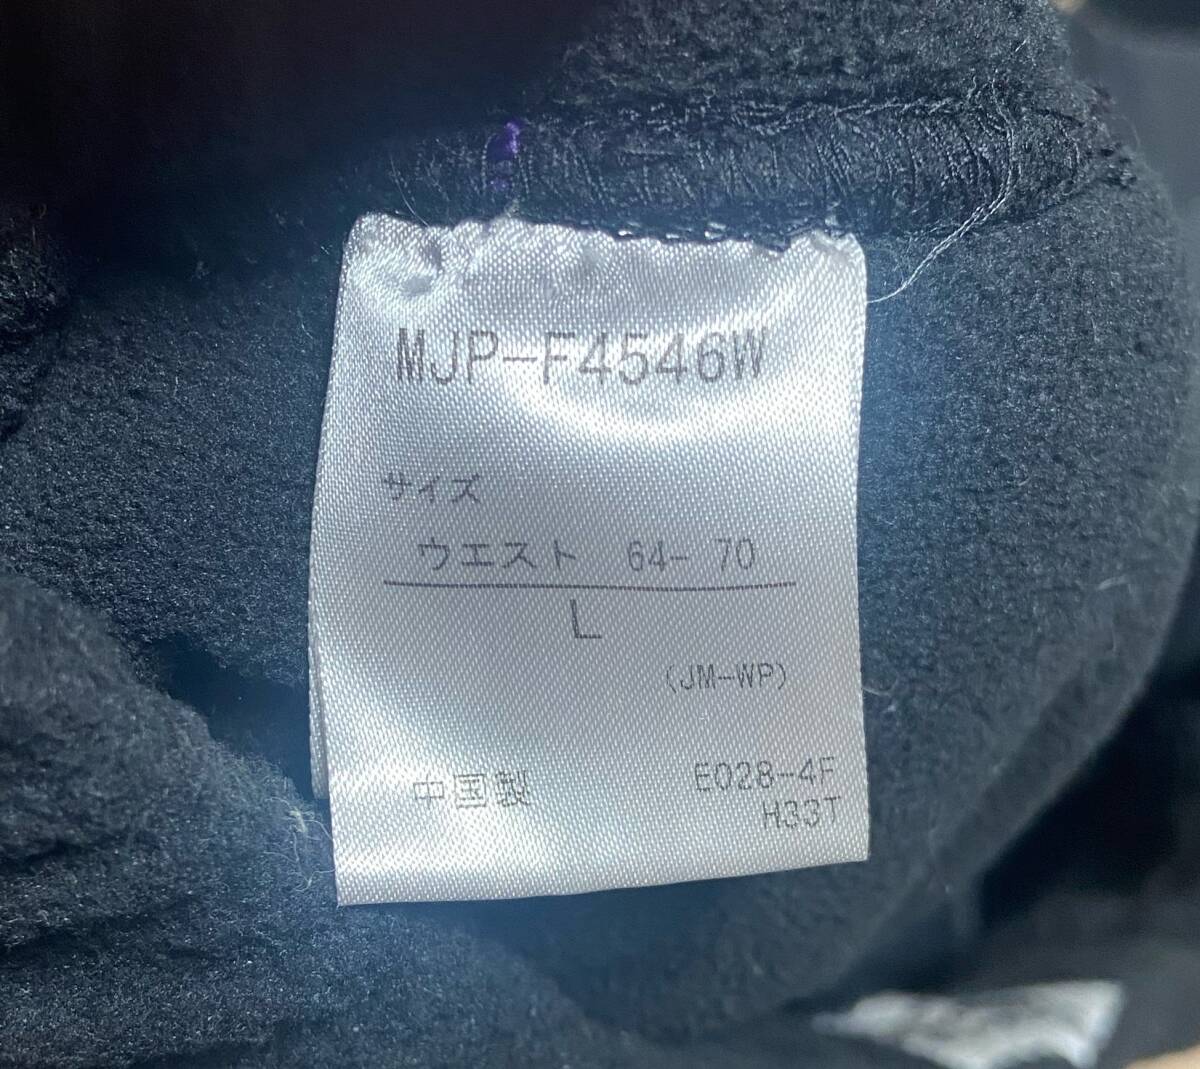 MJP-F4546W
サイズ
ウエスト 64- 70
L
(JM-WP)
中国製 E028-4F
H33T